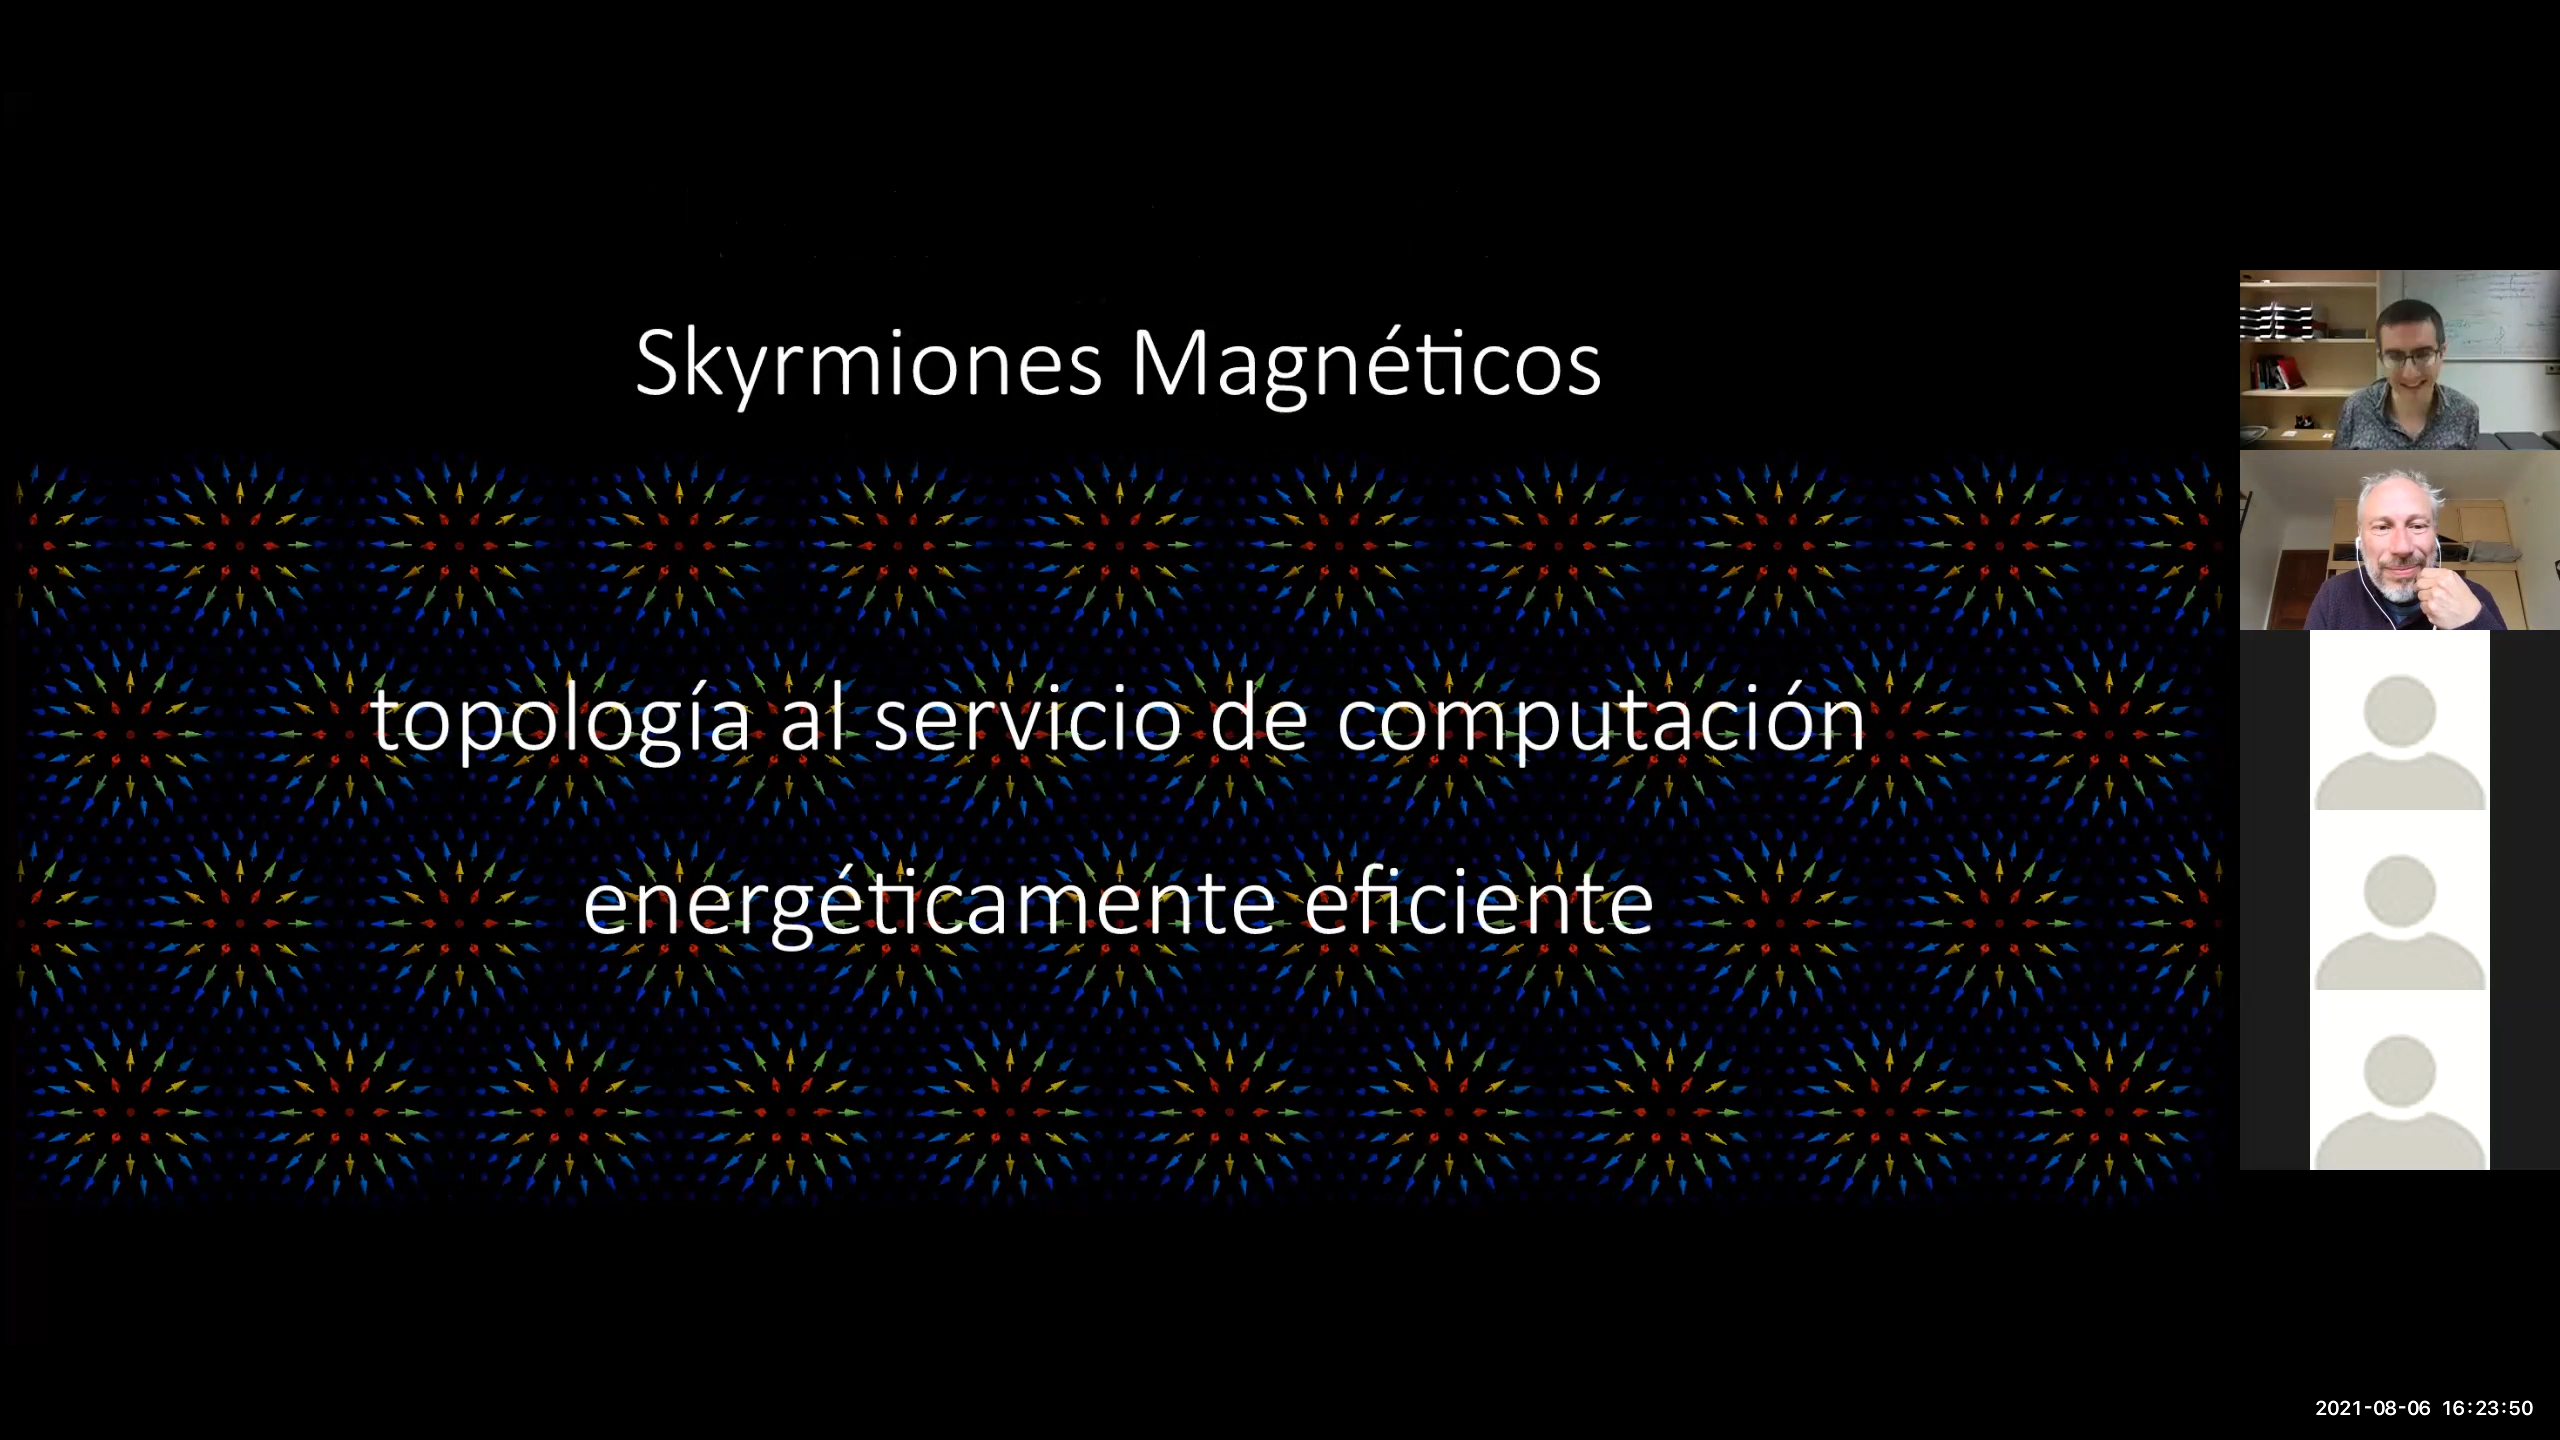 Skyrmiones Magnéticos
topología al servicio de computación
energéticamente eficiente
2021-08-06 16:23:50